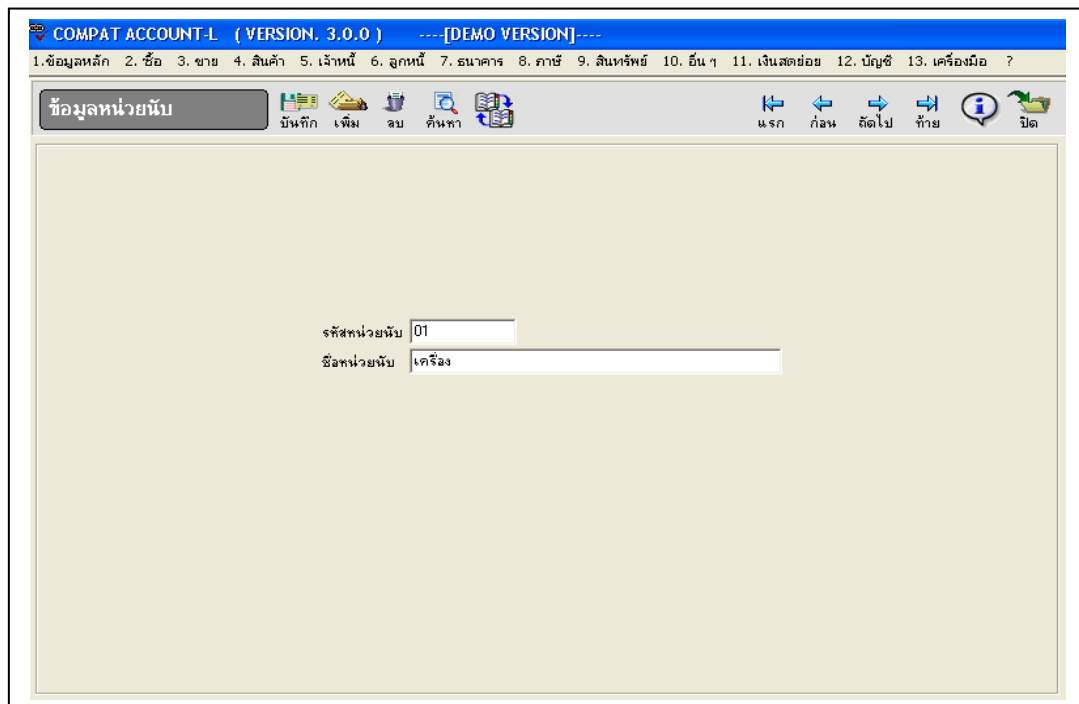 COMPAT ACCOUNT-L ( VERSION. 3.0.0 ) ----[DEMO VERSION]----
1.ข้อมูลหลัก 2. ซื้อ 3. ขาย 4. สินค้า 5. เจ้าหนี้ 6. ลูกหนี้ 7. ธนาคาร 8. ภาษี 9. สินทรัพย์ 10. อื่น ๆ 11. เงินสดย่อย 12. บัญชี 13. เครื่องมือ ?
ข้อมูลหน่วยนับ บันทึก เพิ่ม ลบ ค้นหา แรก ก่อน ถัดไป ท้าย ปิด
รหัสหน่วยนับ 01
ชื่อหน่วยนับ เครื่อง